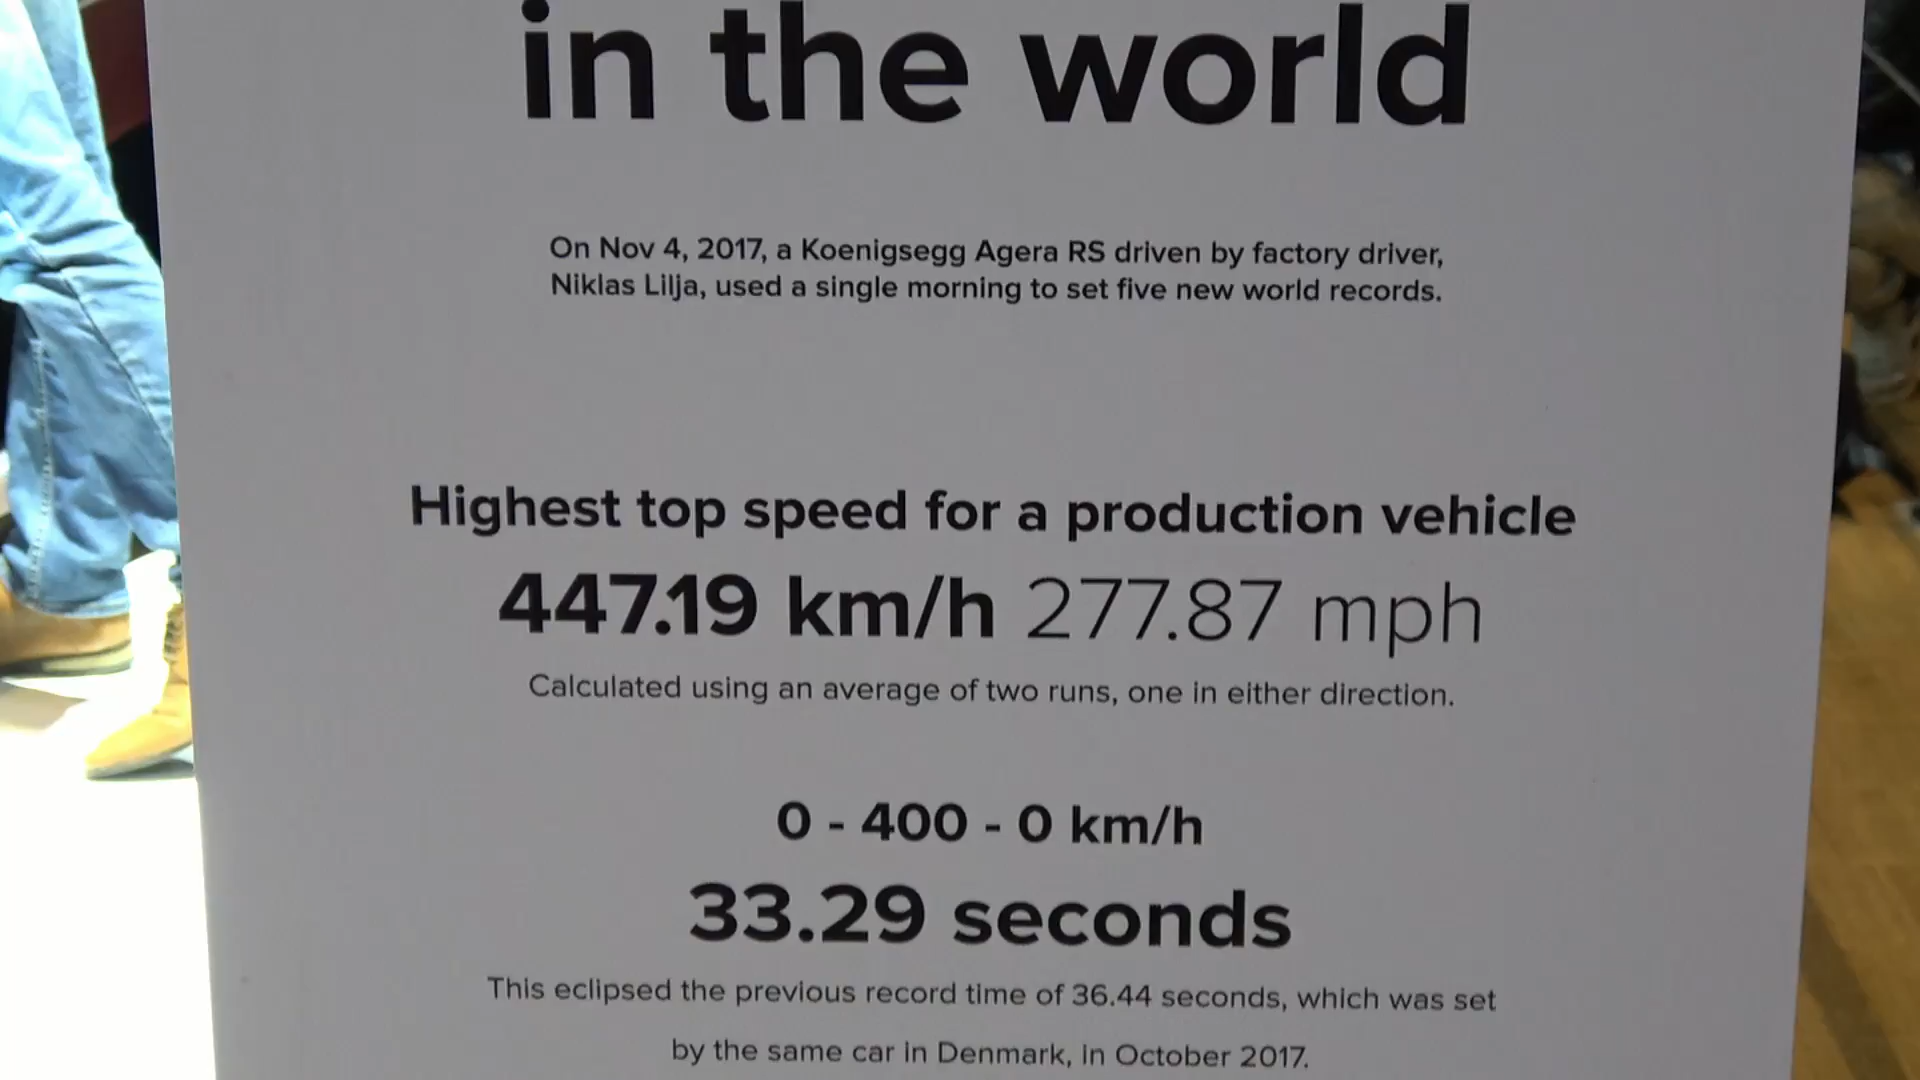 in the world
On Nov 4, 2017, a Koenigsegg Agera RS driven by factory driver,
Niklas Lilja, used a single morning to set five new world records.
Highest top speed for a production vehicle
447.19 km/h 277.87 mph
Calculated using an average of two runs, one in either direction.
0 - 400 - 0 km/h
33.29 seconds
This eclipsed the previous record time of 36.44 seconds, which was set
by the same car in Denmark, in October 2017.